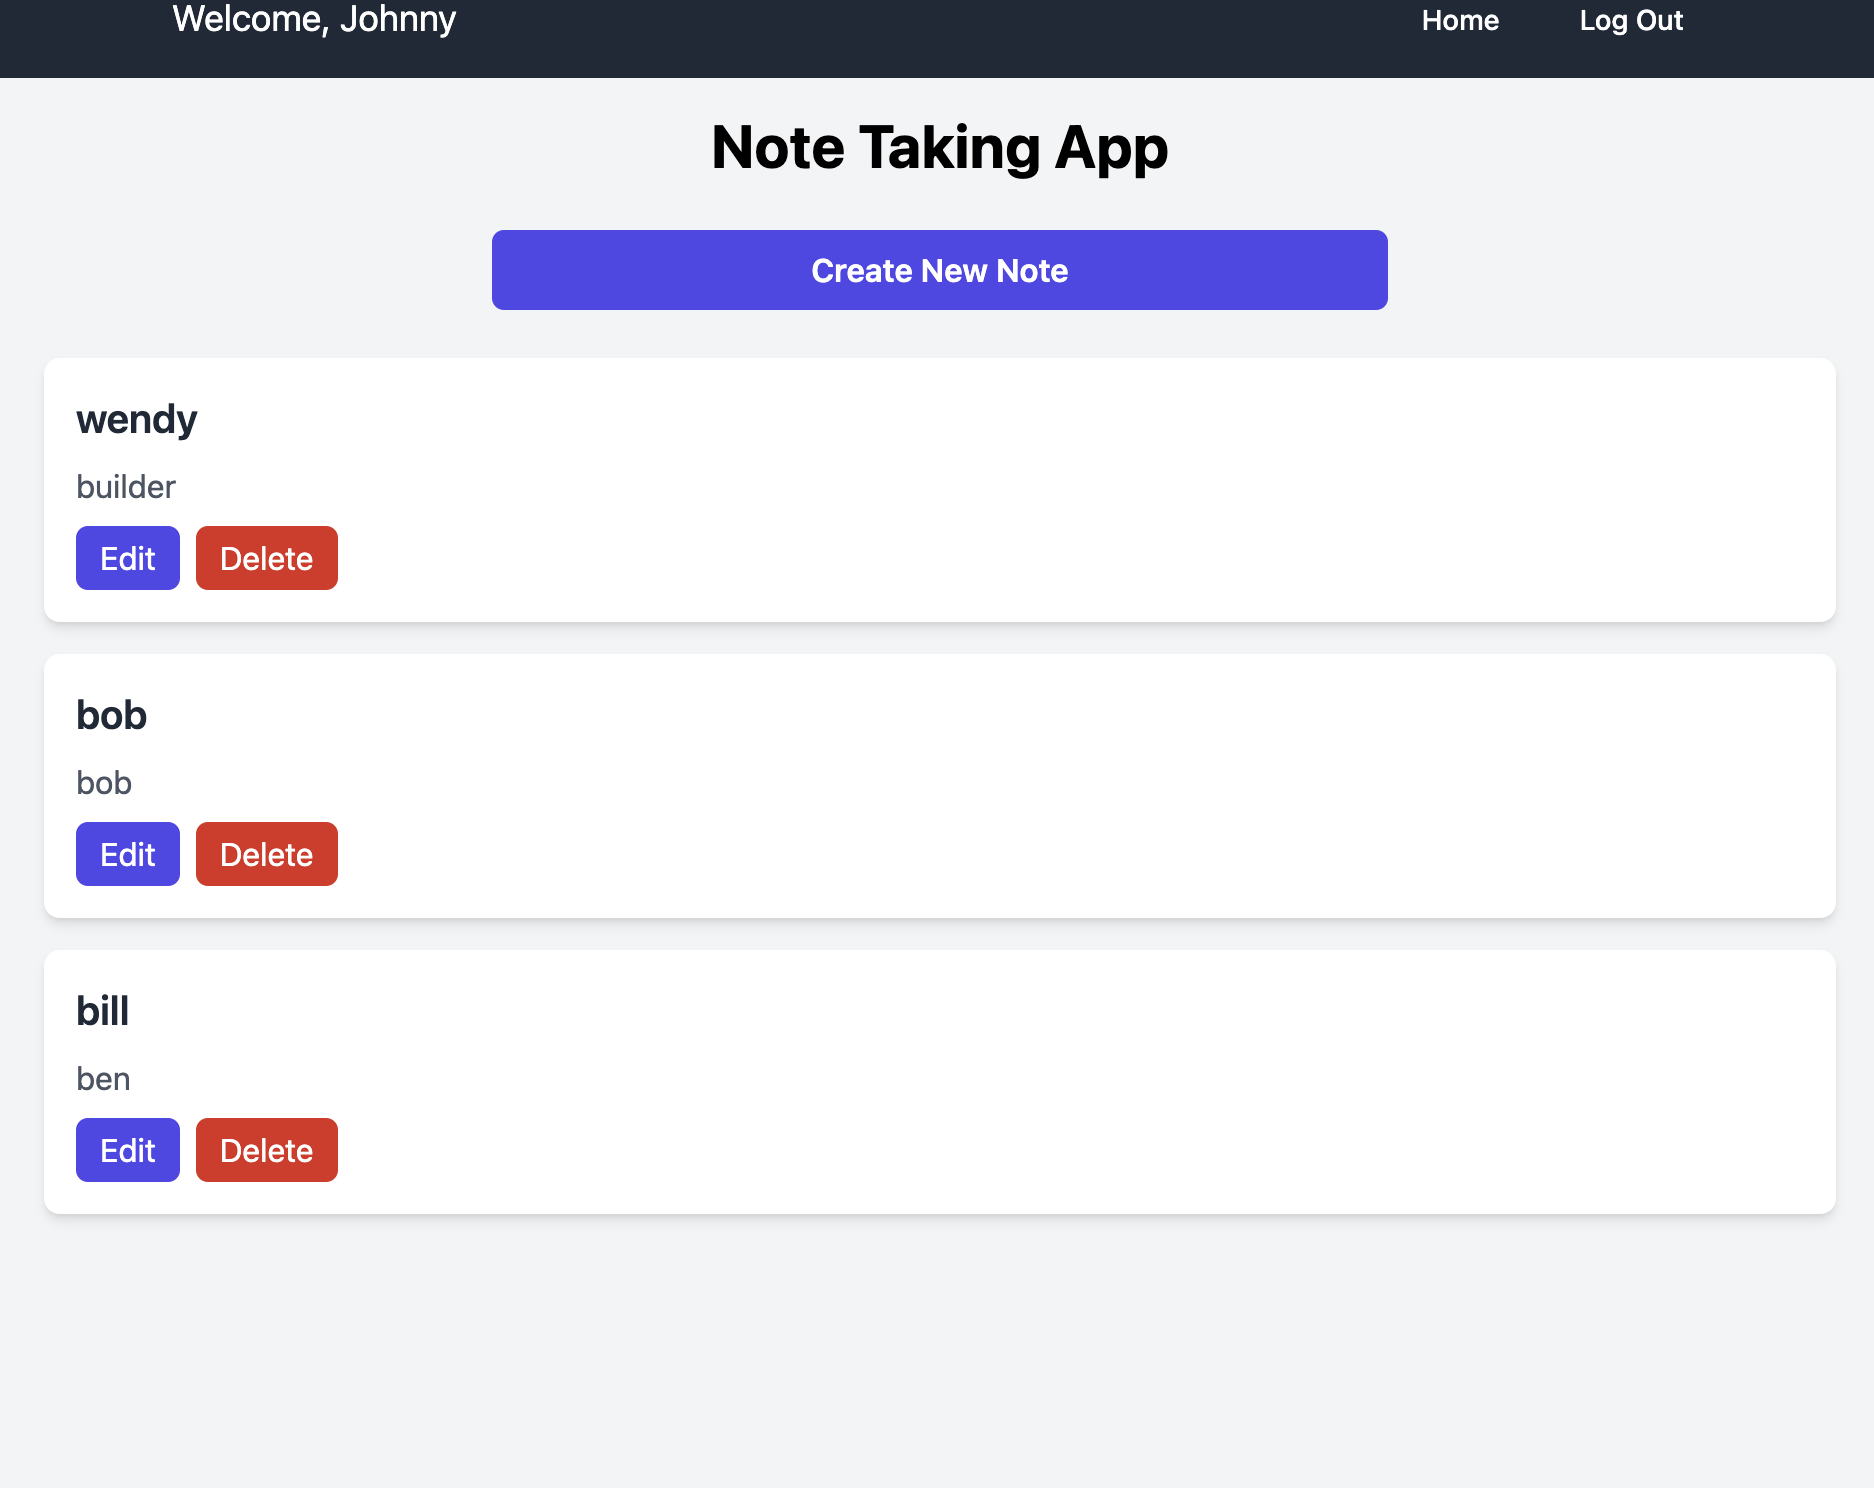 Welcome, Johnny
Home
Log Out
Note Taking App
Create New Note
wendy
builder
Edit
Delete
bob
bob
Edit
Delete
bill
ben
Edit
Delete